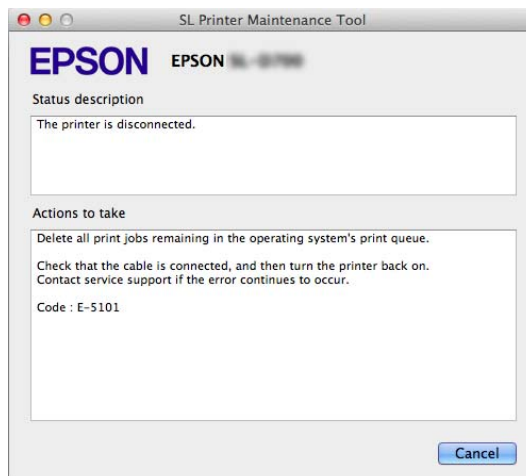 SL Printer Maintenance Tool
EPSON EPSON
Status description
The printer is disconnected.
Actions to take
Delete all print jobs remaining in the operating system's print queue.
Check that the cable is connected, and then turn the printer back on.
Contact service support if the error continues to occur.
Code : E-5101
Cancel